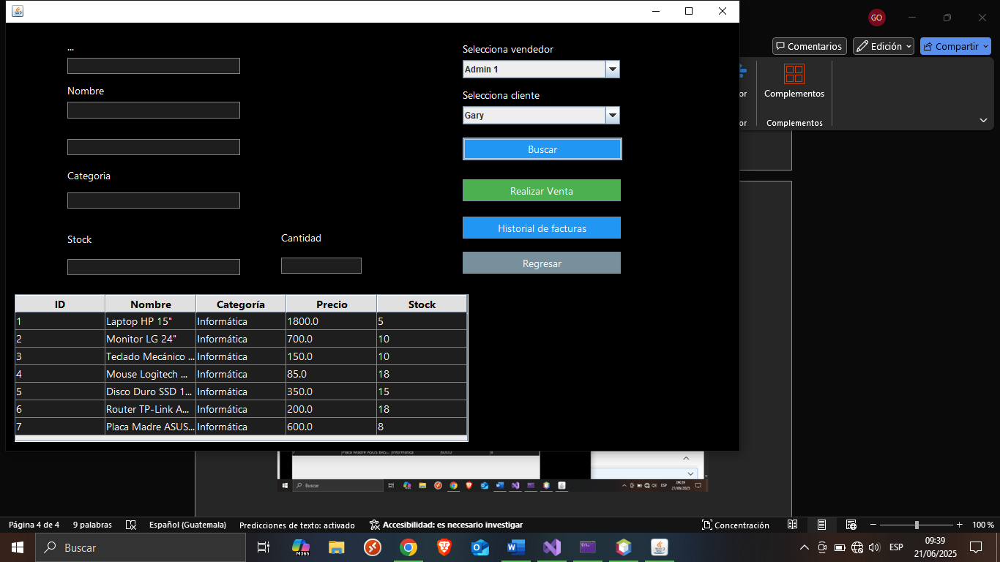 ...
Nombre
Categoria
Stock
Cantidad
Selecciona vendedor
Admin 1
Selecciona cliente
Gary
Buscar
Realizar Venta
Historial de facturas
Regresar
ID Nombre Categoría Precio Stock
1 Laptop HP 15" Informática 1800.0 5
2 Monitor LG 24" Informática 700.0 10
3 Teclado Mecánico ... Informática 150.0 10
4 Mouse Logitech ... Informática 85.0 18
5 Disco Duro SSD 1... Informática 350.0 15
6 Router TP-Link A... Informática 200.0 18
7 Placa Madre ASUS... Informática 600.0 8
GO
Comentarios
Edición
Compartir
or
Complementos
or
Complementos
Placa Madre ASUS B45... Informática 600.0 8
Buscar
09:39
ESP
21/06/2025
Página 4 de 4
9 palabras
Español (Guatemala)
Predicciones de texto: activado
Accesibilidad: es necesario investigar
Concentración
100 %
Buscar
M365
ESP
09:39
21/06/2025